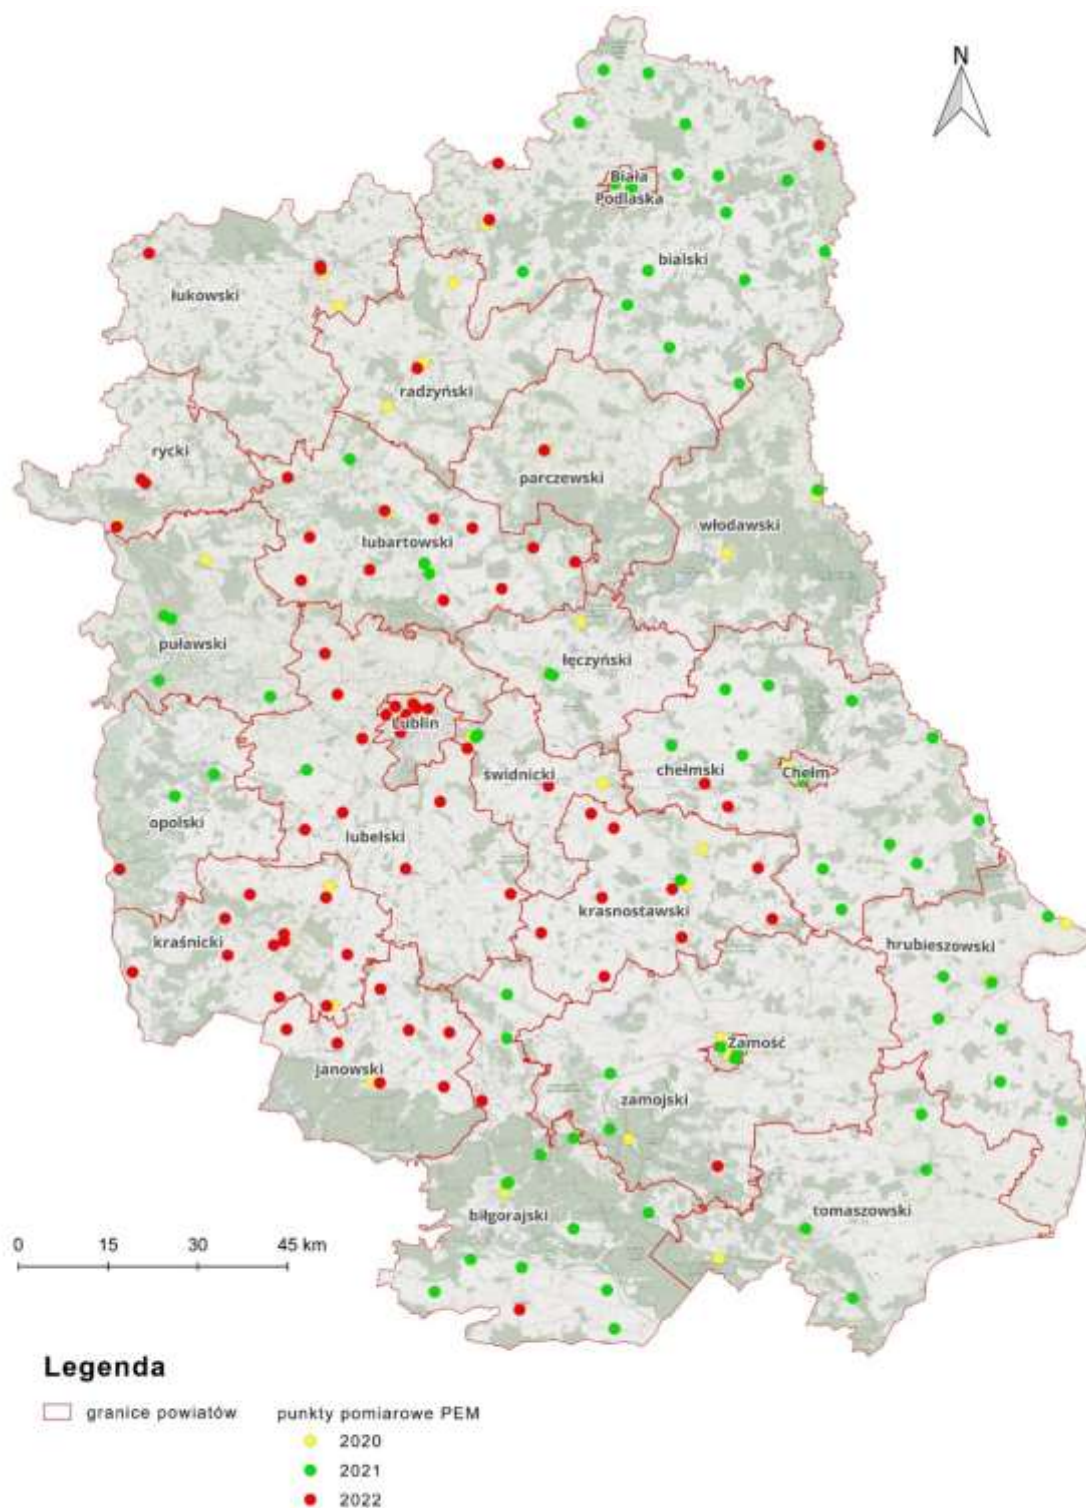 N
Biała
Podlaska
bialski
łukowski
radzyński
rycki
parczewski
włodawski
lubartowski
puławski
łęczyński
Lublin
świdnicki
chełmski
Chełm
opolski
lubelski
krasnostawski
kraśnicki
hrubieszowski
janowski
Zamość
zamojski
biłgorajski
tomaszowski
0 15 30 45 km
Legenda
granice powiatów
punkty pomiarowe PEM
2020
2021
2022